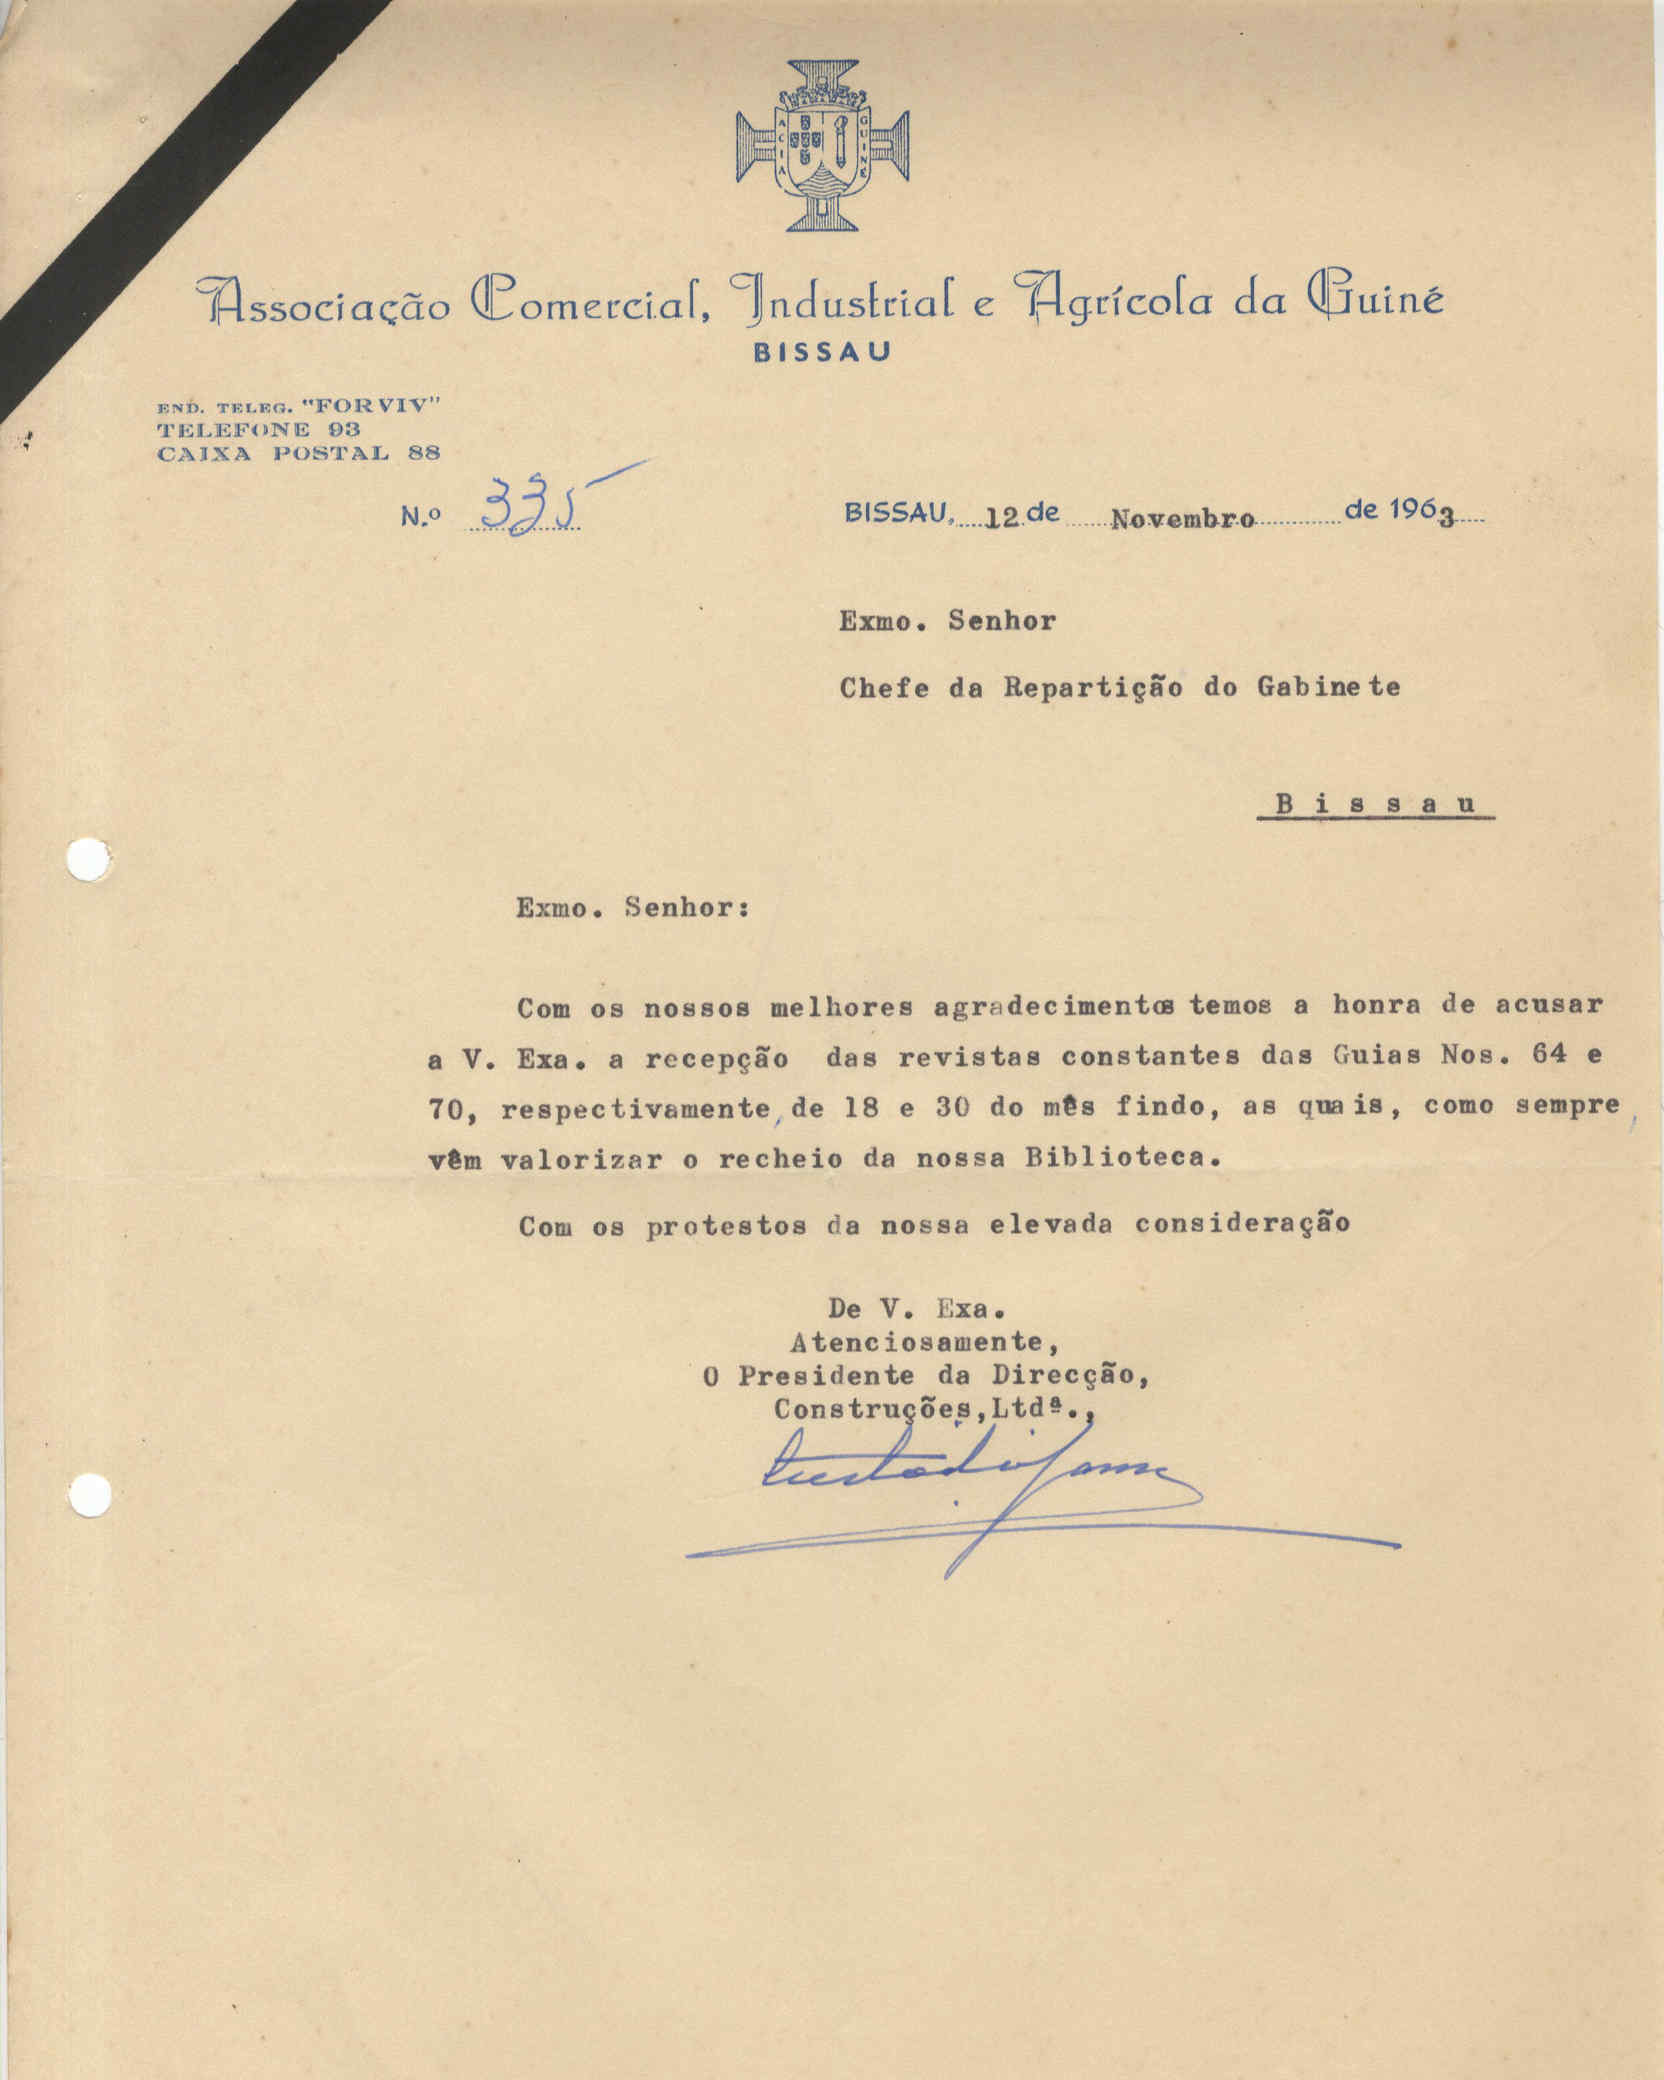 ACIA
GUINÉ
Associação Comercial, Industrial e Agrícola da Guiné
BISSAU
END. TELEG. "FORVIV"
TELEFONE 93
CAIXA POSTAL 88
N.º 335
BISSAU, 12 de Novembro de 1963
Exmo. Senhor
Chefe da Repartição do Gabinete
Bissau
Exmo. Senhor:
Com os nossos melhores agradecimentos temos a honra de acusar
a V. Exa. a recepção das revistas constantes das Guias Nos. 64 e
70, respectivamente, de 18 e 30 do mês findo, as quais, como sempre,
vêm valorizar o recheio da nossa Biblioteca.
Com os protestos da nossa elevada consideração
De V. Exa.
Atenciosamente,
O Presidente da Direcção,
Construções,Ltdª.,